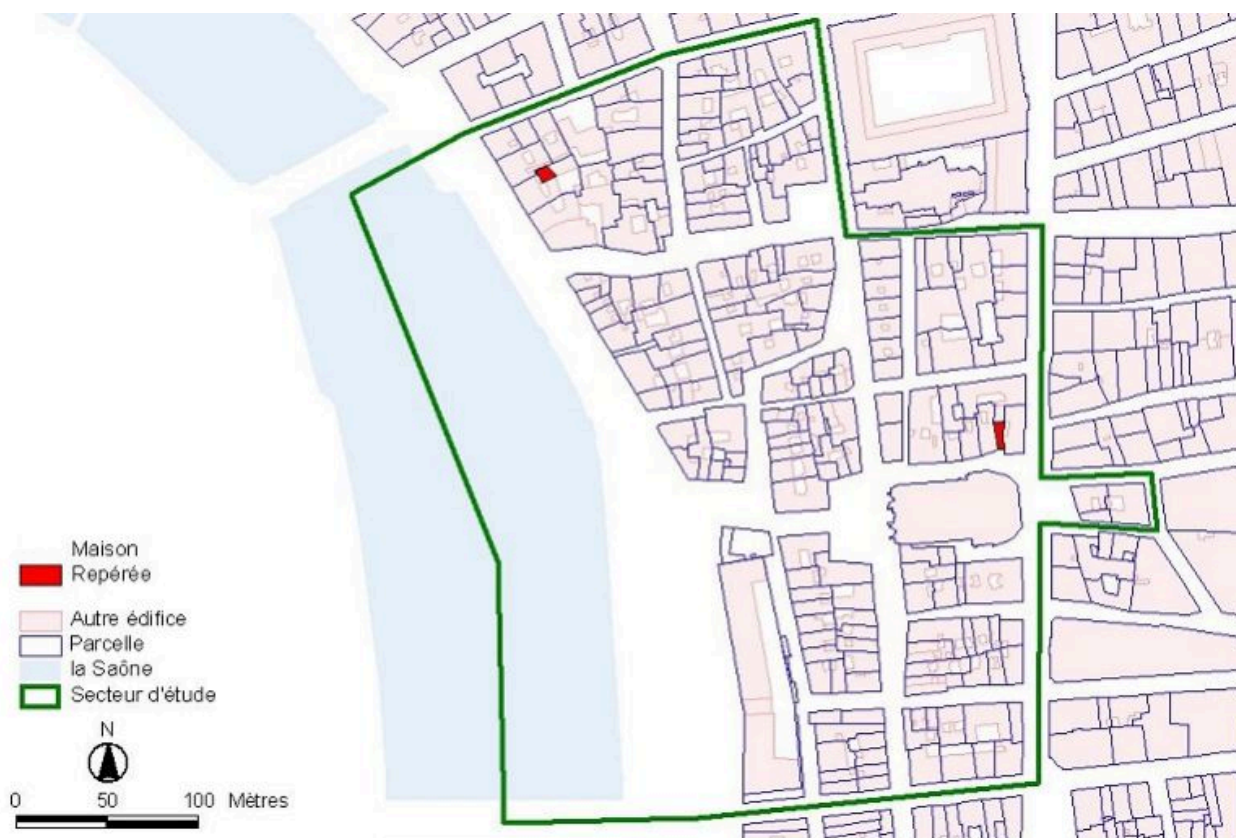 Maison
Repérée
Autre édifice
Parcelle
la Saône
Secteur d'étude
N
0 50 100 Mètres